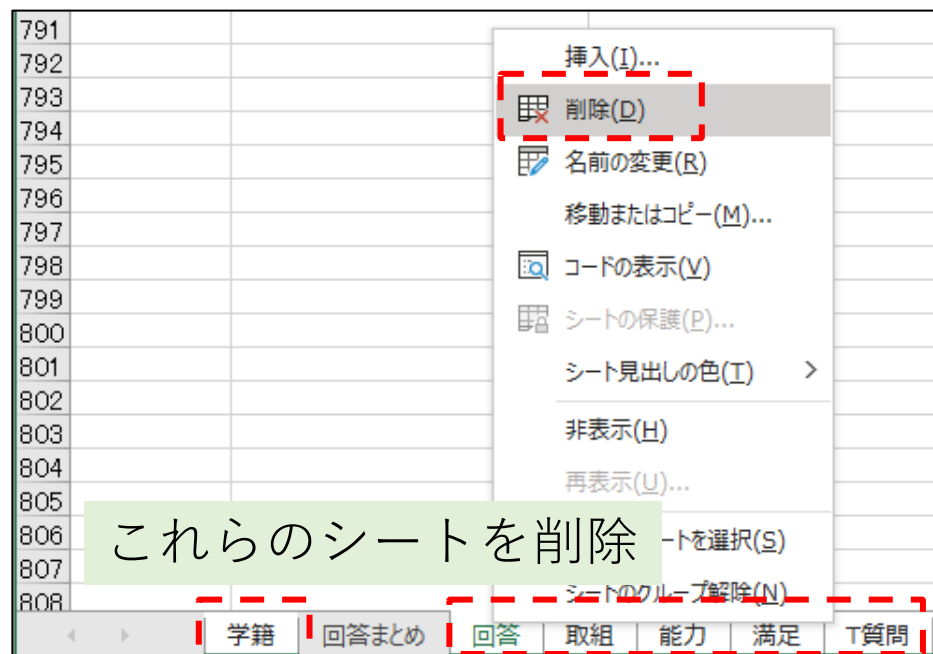 791
792
793
794
795
796
797
798
799
800
801
802
803
804
805
806
807
808
挿入(I)...
削除(D)
名前の変更(R)
移動またはコピー(M)...
コードの表示(V)
シートの保護(P)...
シート見出しの色(T)
非表示(H)
再表示(U)...
ートを選択(S)
シートのグループ解除(N)
これらのシートを削除
学籍 回答まとめ 回答 取組 能力 満足 T質問